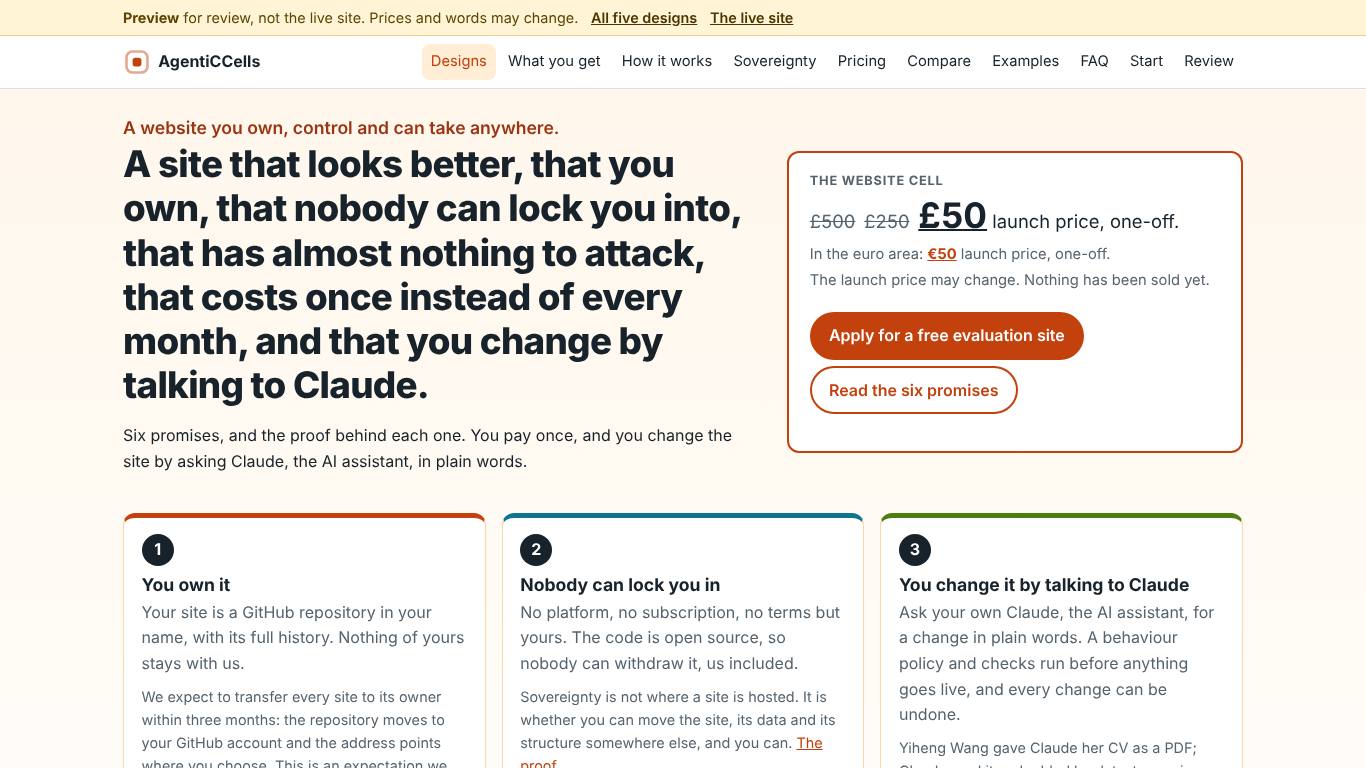 Preview for review, not the live site. Prices and words may change. All five designs The live site
AgentiCCells
Designs What you get How it works Sovereignty Pricing Compare Examples FAQ Start Review
A website you own, control and can take anywhere.
A site that looks better, that you
own, that nobody can lock you into,
that has almost nothing to attack,
that costs once instead of every
month, and that you change by
talking to Claude.
Six promises, and the proof behind each one. You pay once, and you change the
site by asking Claude, the AI assistant, in plain words.
THE WEBSITE CELL
£500 £250 £50 launch price, one-off.
In the euro area: €50 launch price, one-off.
The launch price may change. Nothing has been sold yet.
Apply for a free evaluation site
Read the six promises
1
You own it
Your site is a GitHub repository in your
name, with its full history. Nothing of yours
stays with us.
We expect to transfer every site to its owner
within three months: the repository moves to
your GitHub account and the address points
where you choose. This is an expectation we
2
Nobody can lock you in
No platform, no subscription, no terms but
yours. The code is open source, so
nobody can withdraw it, us included.
Sovereignty is not where a site is hosted. It is
whether you can move the site, its data and its
structure somewhere else, and you can. The
proof
3
You change it by talking to Claude
Ask your own Claude, the AI assistant, for
a change in plain words. A behaviour
policy and checks run before anything
goes live, and every change can be
undone.
Yiheng Wang gave Claude her CV as a PDF;